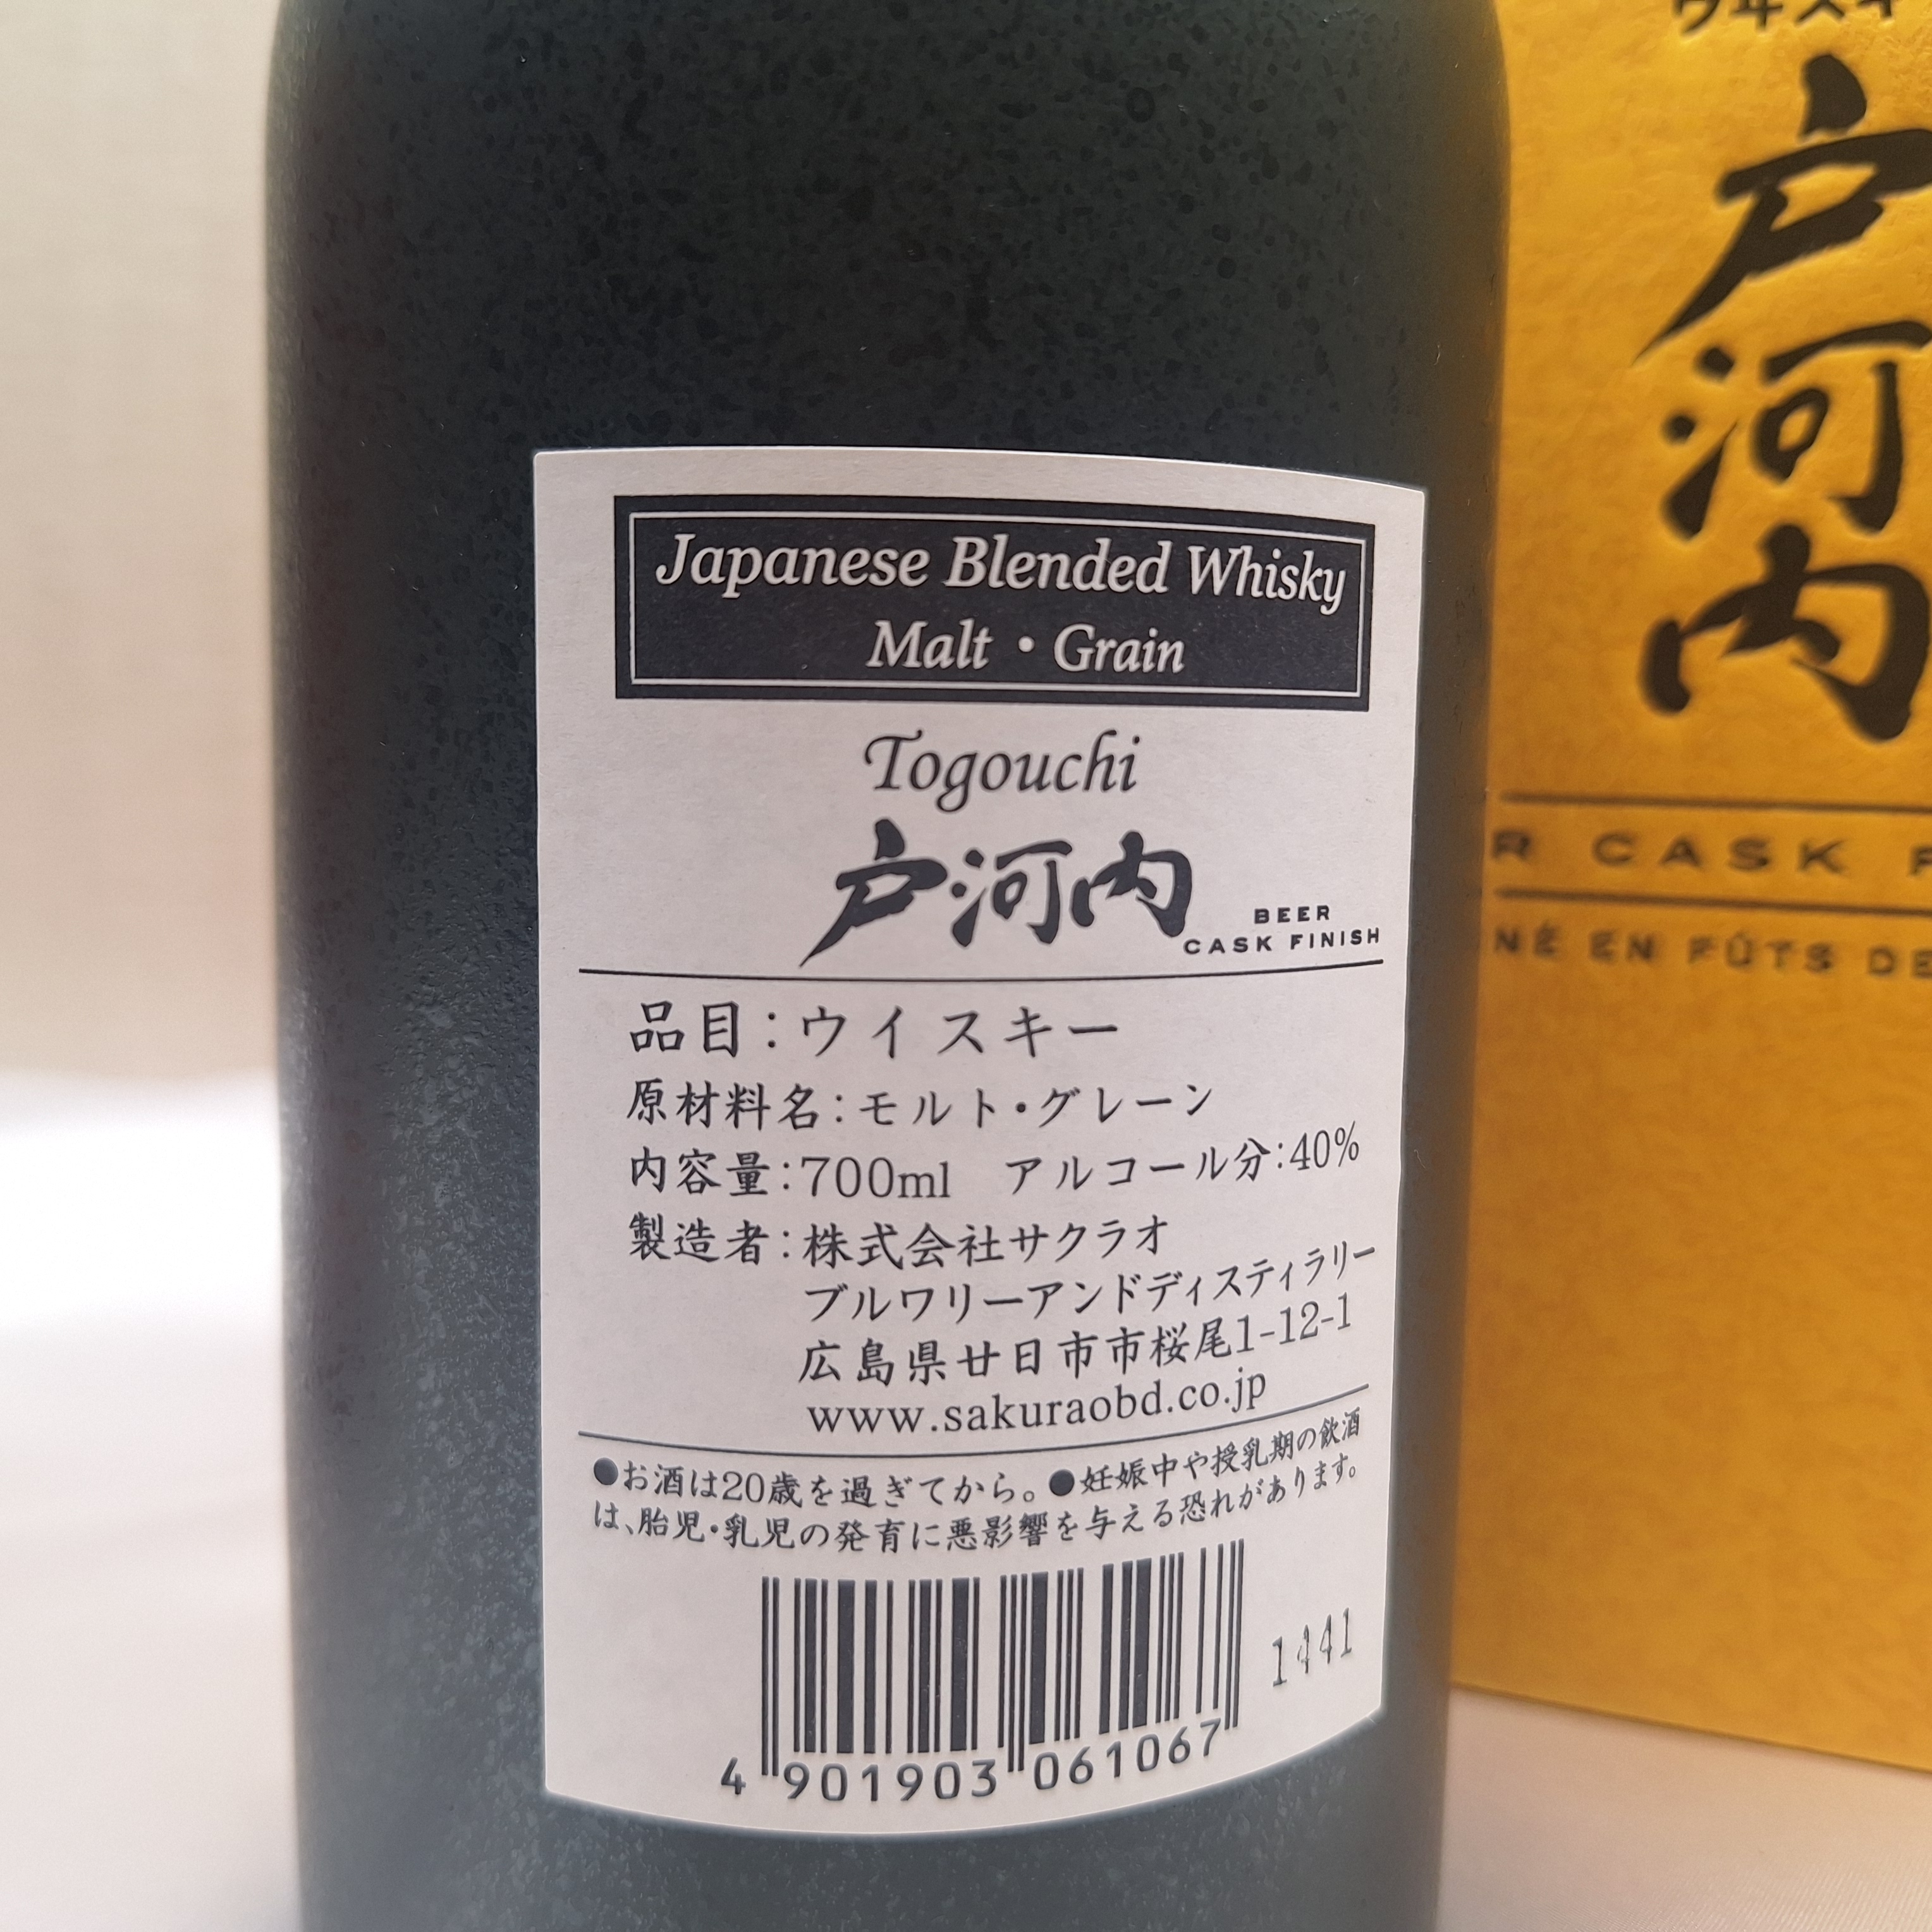 Japanese Blended Whisky
Malt・Grain
Togouchi
戸河内
BEER
CASK FINISH
品目：ウイスキー
原材料名：モルト・グレーン
内容量：700ml　アルコール分：40%
製造者：株式会社サクラオ
ブルワリーアンドディスティラリー
広島県廿日市市桜尾1-12-1
www.sakuraobd.co.jp
●お酒は20歳を過ぎてから。●妊娠中や授乳期の飲酒
は、胎児・乳児の発育に悪影響を与える恐れがあります。
1441
4 901903 061067
戸河内
R CASK F
NÉ EN FÛTS DE